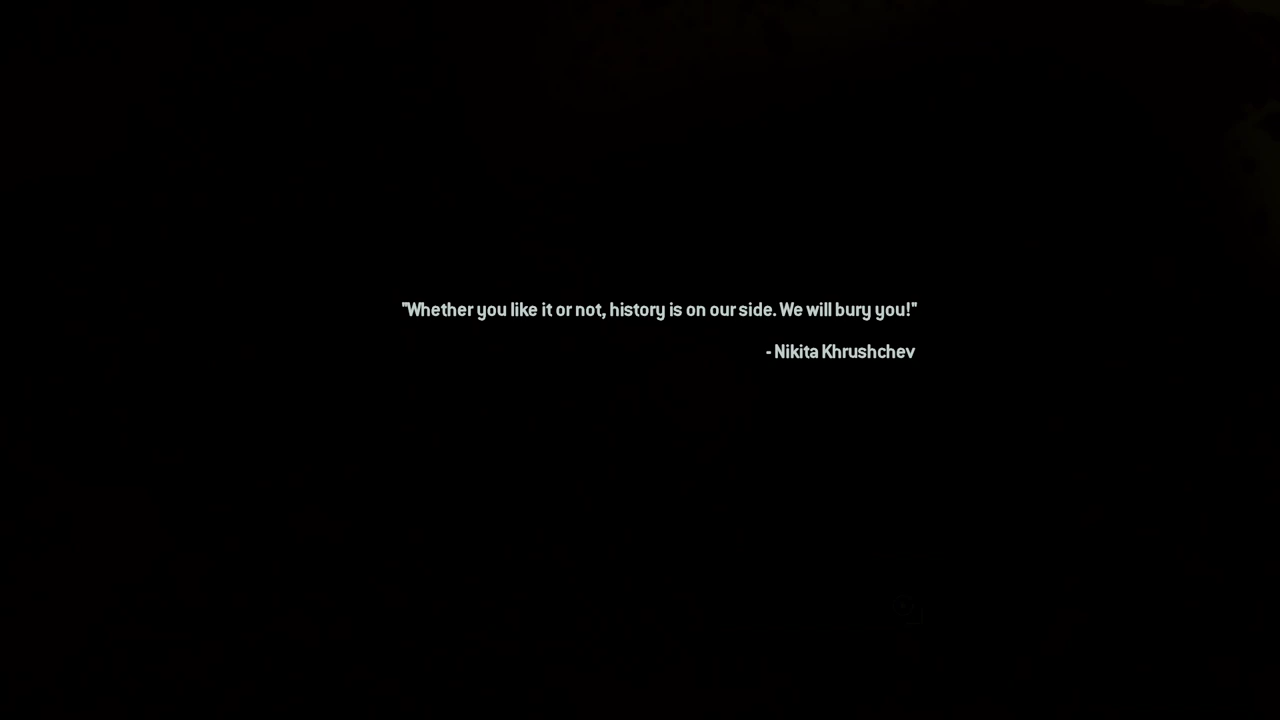 "Whether you like it or not, history is on our side. We will bury you!"
- Nikita Khrushchev